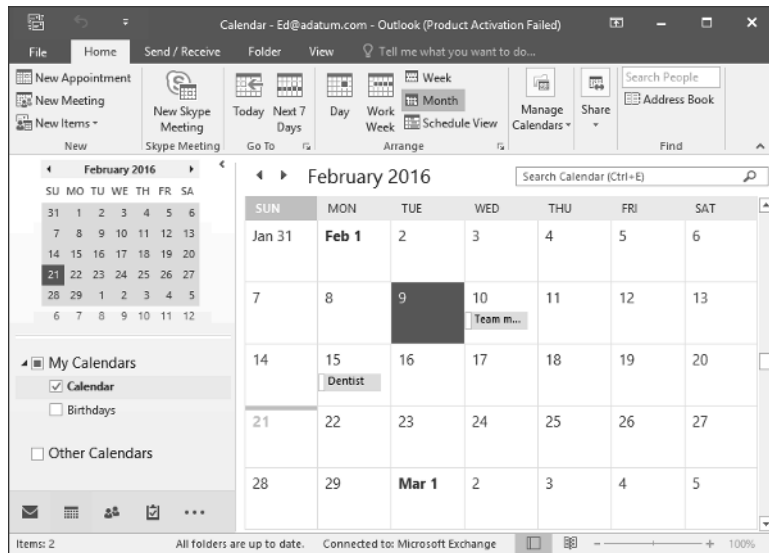 Calendar - Ed@adatum.com - Outlook (Product Activation Failed)
File Home Send / Receive Folder View Tell me what you want to do...
New Appointment
New Meeting
New Items
New
New Skype Meeting
Skype Meeting
Today Next 7 Days
Go To
Day Work Week
Week
Month
Schedule View
Arrange
Manage Calendars
Share
Search People
Address Book
Find
February 2016
SU MO TU WE TH FR SA
31 1 2 3 4 5 6
7 8 9 10 11 12 13
14 15 16 17 18 19 20
21 22 23 24 25 26 27
28 29 1 2 3 4 5
6 7 8 9 10 11 12
My Calendars
Calendar
Birthdays
Other Calendars
February 2016
Search Calendar (Ctrl+E)
SUN MON TUE WED THU FRI SAT
Jan 31 Feb 1 2 3 4 5 6
7 8 9 10 11 12 13
Team m...
14 15 16 17 18 19 20
Dentist
21 22 23 24 25 26 27
28 29 Mar 1 2 3 4 5
Items: 2 All folders are up to date. Connected to: Microsoft Exchange 100%